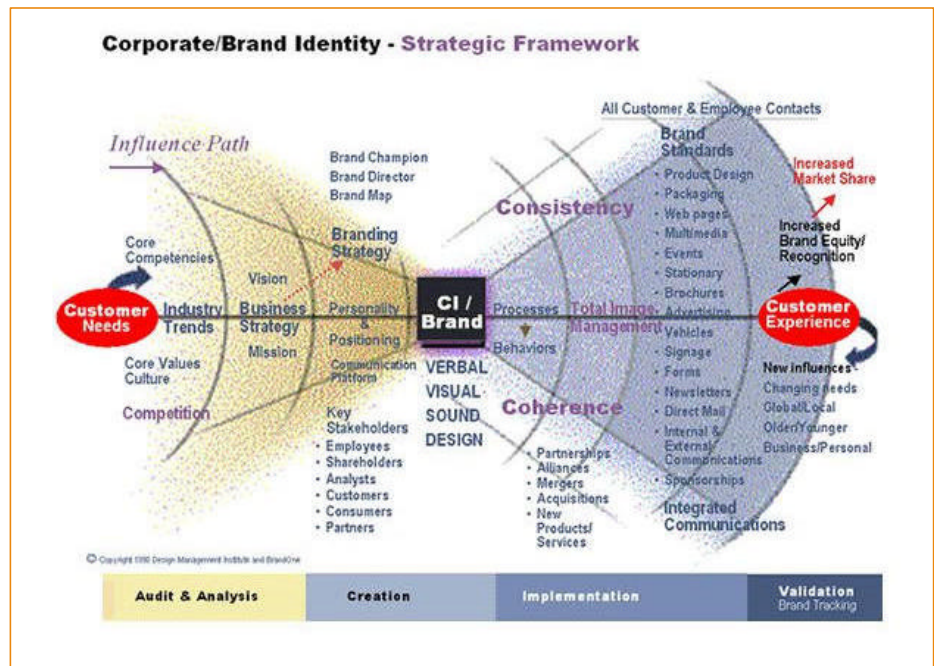 Corporate/Brand Identity - Strategic Framework
All Customer & Employee Contacts
Influence Path
Brand Champion
Brand Director
Brand Map
Branding
Strategy
Core
Competencies
Vision
Customer
Needs
Industry
Trends
Business
Strategy
Mission
Personality
&
Positioning
Communication
Platform
Core Values
Culture
Competition
Key
Stakeholders
• Employees
• Shareholders
• Analysts
• Customers
• Consumers
• Partners
CI /
Brand
VERBAL
VISUAL
SOUND
DESIGN
Consistency
Processes
Behaviors
Coherence
Total Image
Management
• Partnerships
• Alliances
• Mergers
• Acquisitions
• New
Products/
Services
Brand
Standards
• Product Design
• Packaging
• Web pages
• Multimedia
• Events
• Stationary
• Brochures
• Advertising
• Vehicles
• Signage
• Forms
• Newsletters
• Direct Mail
• Internal &
External
Communications
• Sponsorships
Integrated
Communications
Increased
Market Share
Increased
Brand Equity/
Recognition
Customer
Experience
New influences
Changing needs
Global/Local
Older/Younger
Business/Personal
Design Management Institute and BrandOne
Audit & Analysis
Creation
Implementation
Validation
Brand Tracking